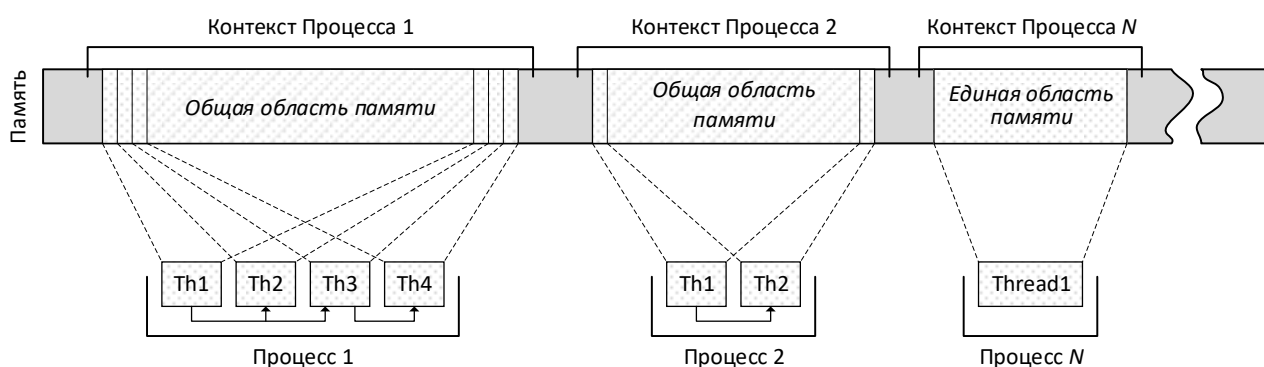 Контекст Процесса 1
Контекст Процесса 2
Контекст Процесса N
Память
Общая область памяти
Общая область
памяти
Единая область
памяти
Th1
Th2
Th3
Th4
Th1
Th2
Thread1
Процесс 1
Процесс 2
Процесс N